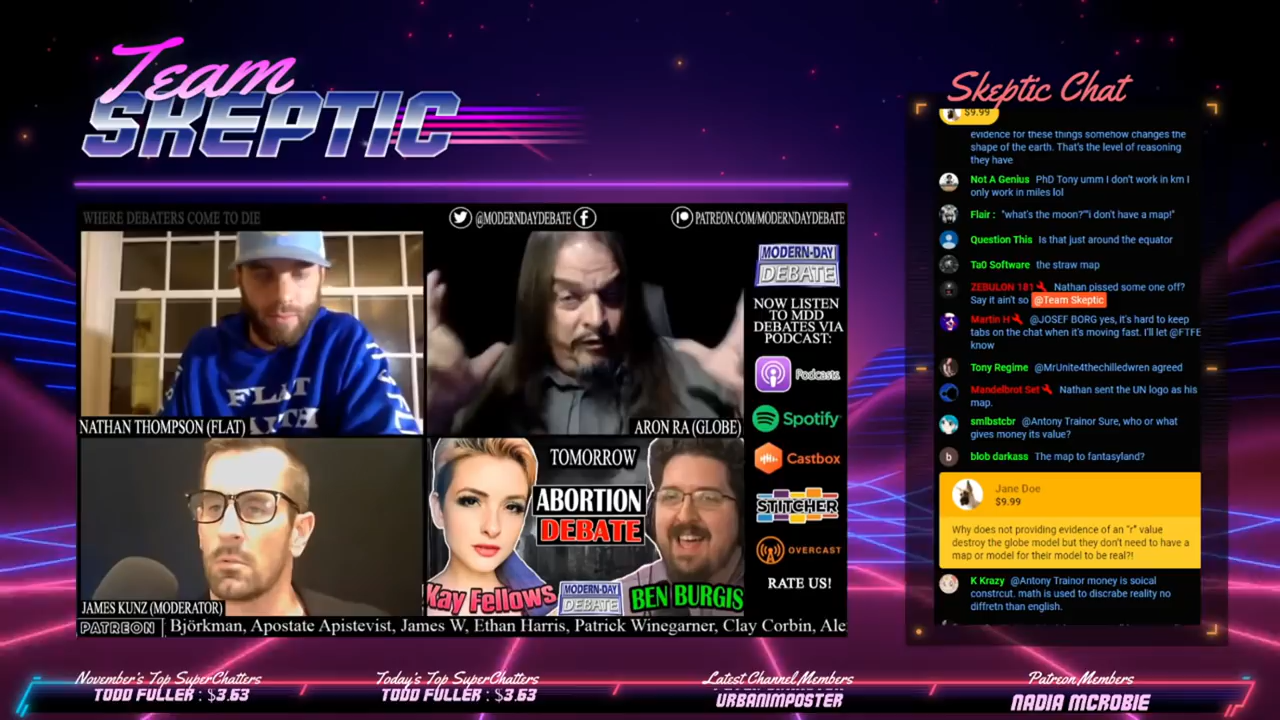 Team
SKEPTIC
WHERE DEBATERS COME TO DIE
@MODERNDAYDEBATE
PATREON.COM/MODERNDAYDEBATE
FLAT
NATHAN THOMPSON (FLAT)
ARON RA (GLOBE)
JAMES KUNZ (MODERATOR)
TOMORROW
ABORTION
DEBATE
Kay Fellows
MODERN-DAY
DEBATE
BEN BURGIS
MODERN-DAY
DEBATE
NOW LISTEN
TO MDD
DEBATES VIA
PODCAST:
Podcasts
Spotify
Castbox
STITCHER
OVERCAST
RATE US!
PATREON Björkman, Apostate Apistevist, James W, Ethan Harris, Patrick Winegarner, Clay Corbin, Ale
Skeptic Chat
$9.99
evidence for these things somehow changes the
shape of the earth. That's the level of reasoning
they have
Not A Genius PhD Tony umm I don't work in km I
only work in miles lol
Flair : "what's the moon?""I don't have a map!"
Question This Is that just around the equator
Ta0 Software the straw map
ZEBULON 181 Nathan pissed some one off?
Say it ain't so @Team Skeptic
Martin H @JOSEF BORG yes, it's hard to keep
tabs on the chat when it's moving fast. I'll let @FTFE
know
Tony Regime @MrUnite4thechilledwren agreed
Mandelbrot Set Nathan sent the UN logo as his
map.
smlbstcbr @Antony Trainor Sure, who or what
gives money its value?
b blob darkass The map to fantasyland?
Jane Doe
$9.99
Why does not providing evidence of an "r" value
destroy the globe model but they don't need to have a
map or model for their model to be real?!
K Krazy @Antony Trainor money is soical
constrcut. math is used to discrabe reality no
diffretn than english.
November's Top SuperChatters
TODD FULLER : $3.63
Today's Top SuperChatters
TODD FULLER : $3.63
Latest Channel Members
URBANIMPOSTER
Patreon Members
NADIA MCROBIE